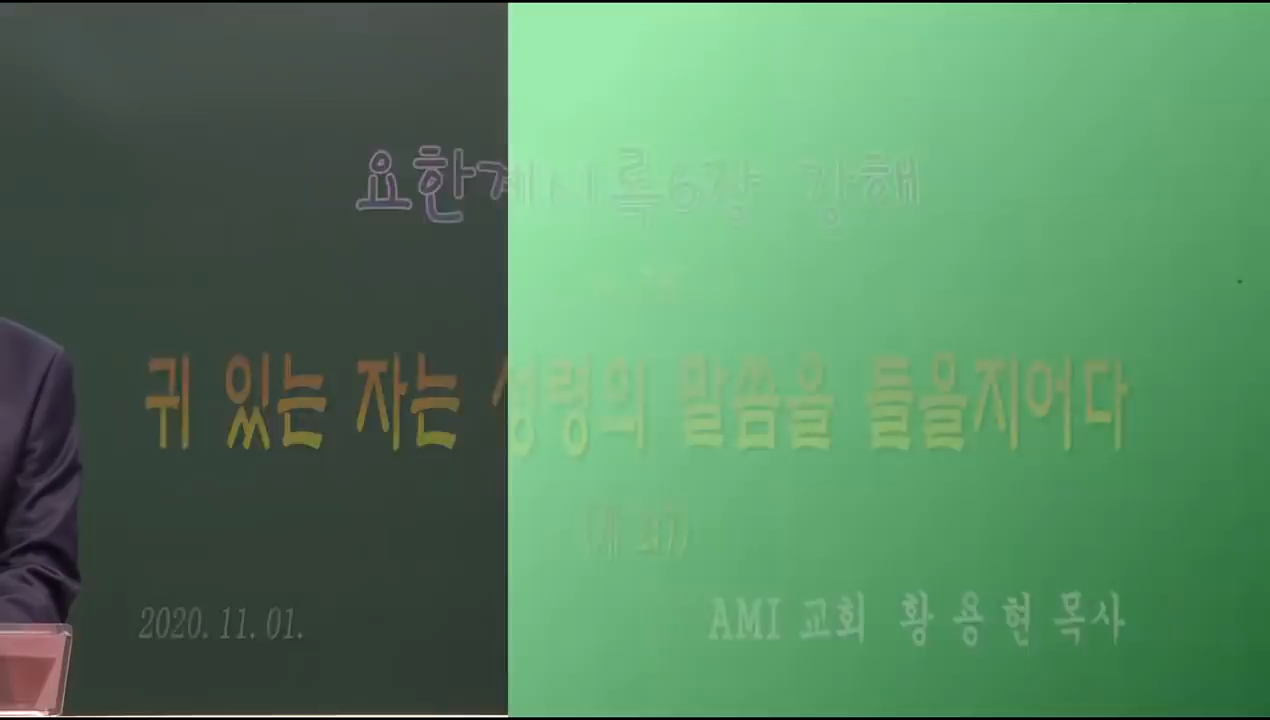 요한계시록6장 강해
귀 있는 자는 성령의 말씀을 들을지어다
2020. 11. 01.
AMI 교회 황 용 현 목사